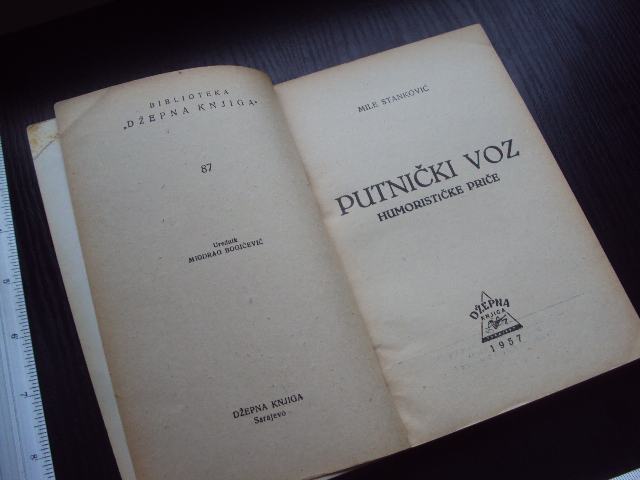 BIBLIOTEKA
„DŽEPNA KNJIGA“
87
Urednik
MIODRAG BOGIĆEVIĆ
DŽEPNA KNJIGA
Sarajevo
MILE STANKOVIĆ
PUTNIČKI VOZ
HUMORISTIČKE PRIČE
DŽEPNA
KNJIGA
1957